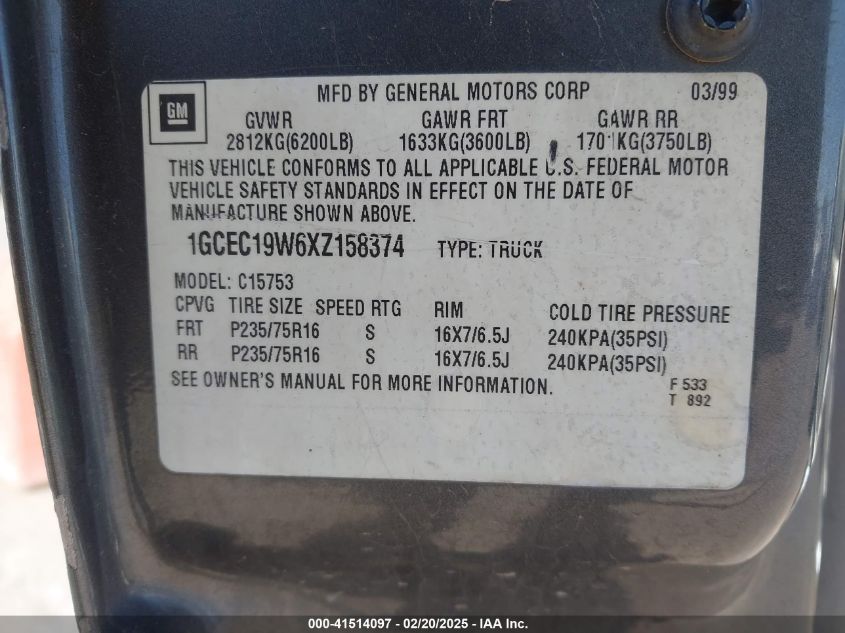 MFD BY GENERAL MOTORS CORP 03/99
GM
GVWR GAWR FRT GAWR RR
2812KG(6200LB) 1633KG(3600LB) 1701KG(3750LB)
THIS VEHICLE CONFORMS TO ALL APPLICABLE U.S. FEDERAL MOTOR
VEHICLE SAFETY STANDARDS IN EFFECT ON THE DATE OF
MANUFACTURE SHOWN ABOVE.
1GCEC19W6XZ158374 TYPE: TRUCK
MODEL: C15753
CPVG TIRE SIZE SPEED RTG RIM COLD TIRE PRESSURE
FRT P235/75R16 S 16X7/6.5J 240KPA(35PSI)
RR P235/75R16 S 16X7/6.5J 240KPA(35PSI)
SEE OWNER'S MANUAL FOR MORE INFORMATION.
F 533
T 892
000-41514097 - 02/20/2025 - IAA Inc.